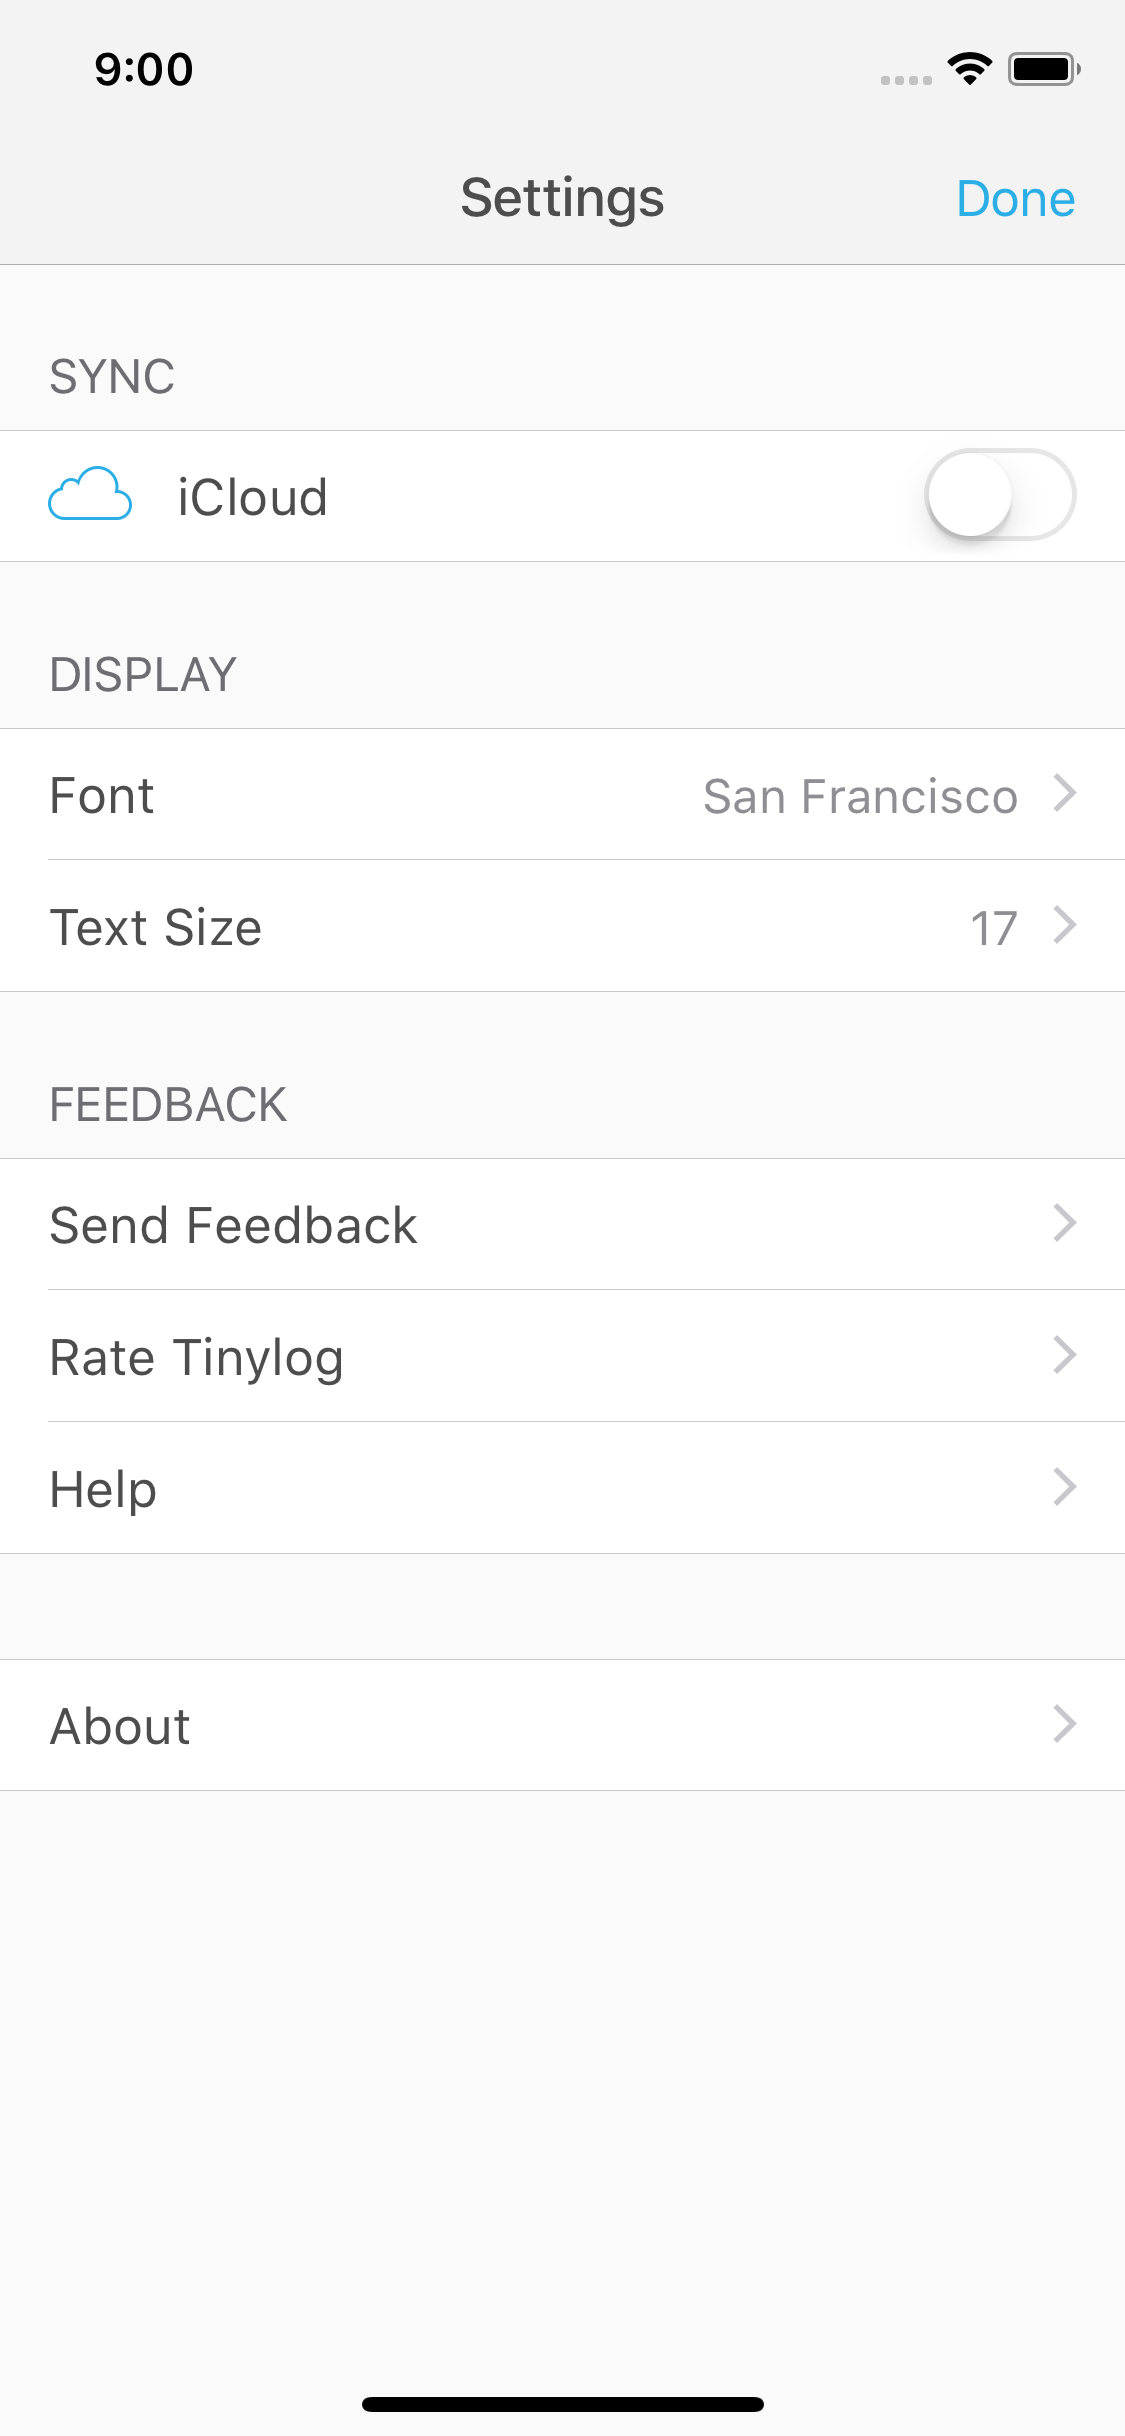 9:00
Settings
Done
SYNC
iCloud
DISPLAY
Font
San Francisco
Text Size
17
FEEDBACK
Send Feedback
Rate Tinylog
Help
About